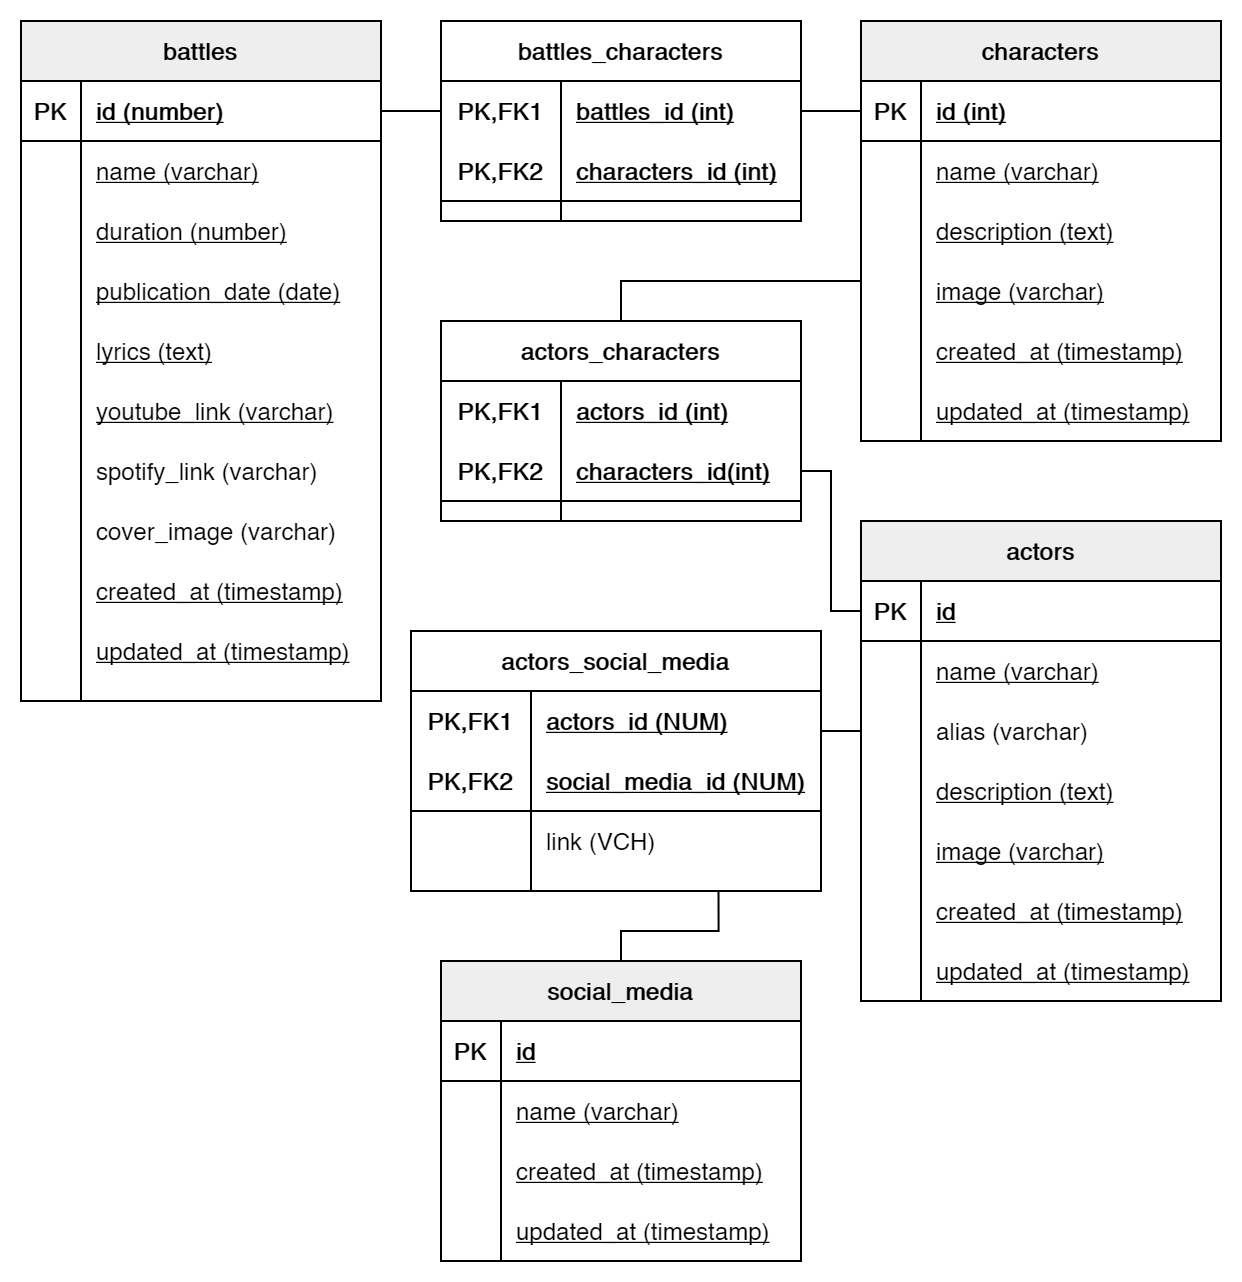 battles
PK id (number)
name (varchar)
duration (number)
publication_date (date)
lyrics (text)
youtube_link (varchar)
spotify_link (varchar)
cover_image (varchar)
created_at (timestamp)
updated_at (timestamp)
battles_characters
PK,FK1 battles_id (int)
PK,FK2 characters_id (int)
characters
PK id (int)
name (varchar)
description (text)
image (varchar)
created_at (timestamp)
updated_at (timestamp)
actors_characters
PK,FK1 actors_id (int)
PK,FK2 characters_id(int)
actors
PK id
name (varchar)
alias (varchar)
description (text)
image (varchar)
created_at (timestamp)
updated_at (timestamp)
actors_social_media
PK,FK1 actors_id (NUM)
PK,FK2 social_media_id (NUM)
link (VCH)
social_media
PK id
name (varchar)
created_at (timestamp)
updated_at (timestamp)